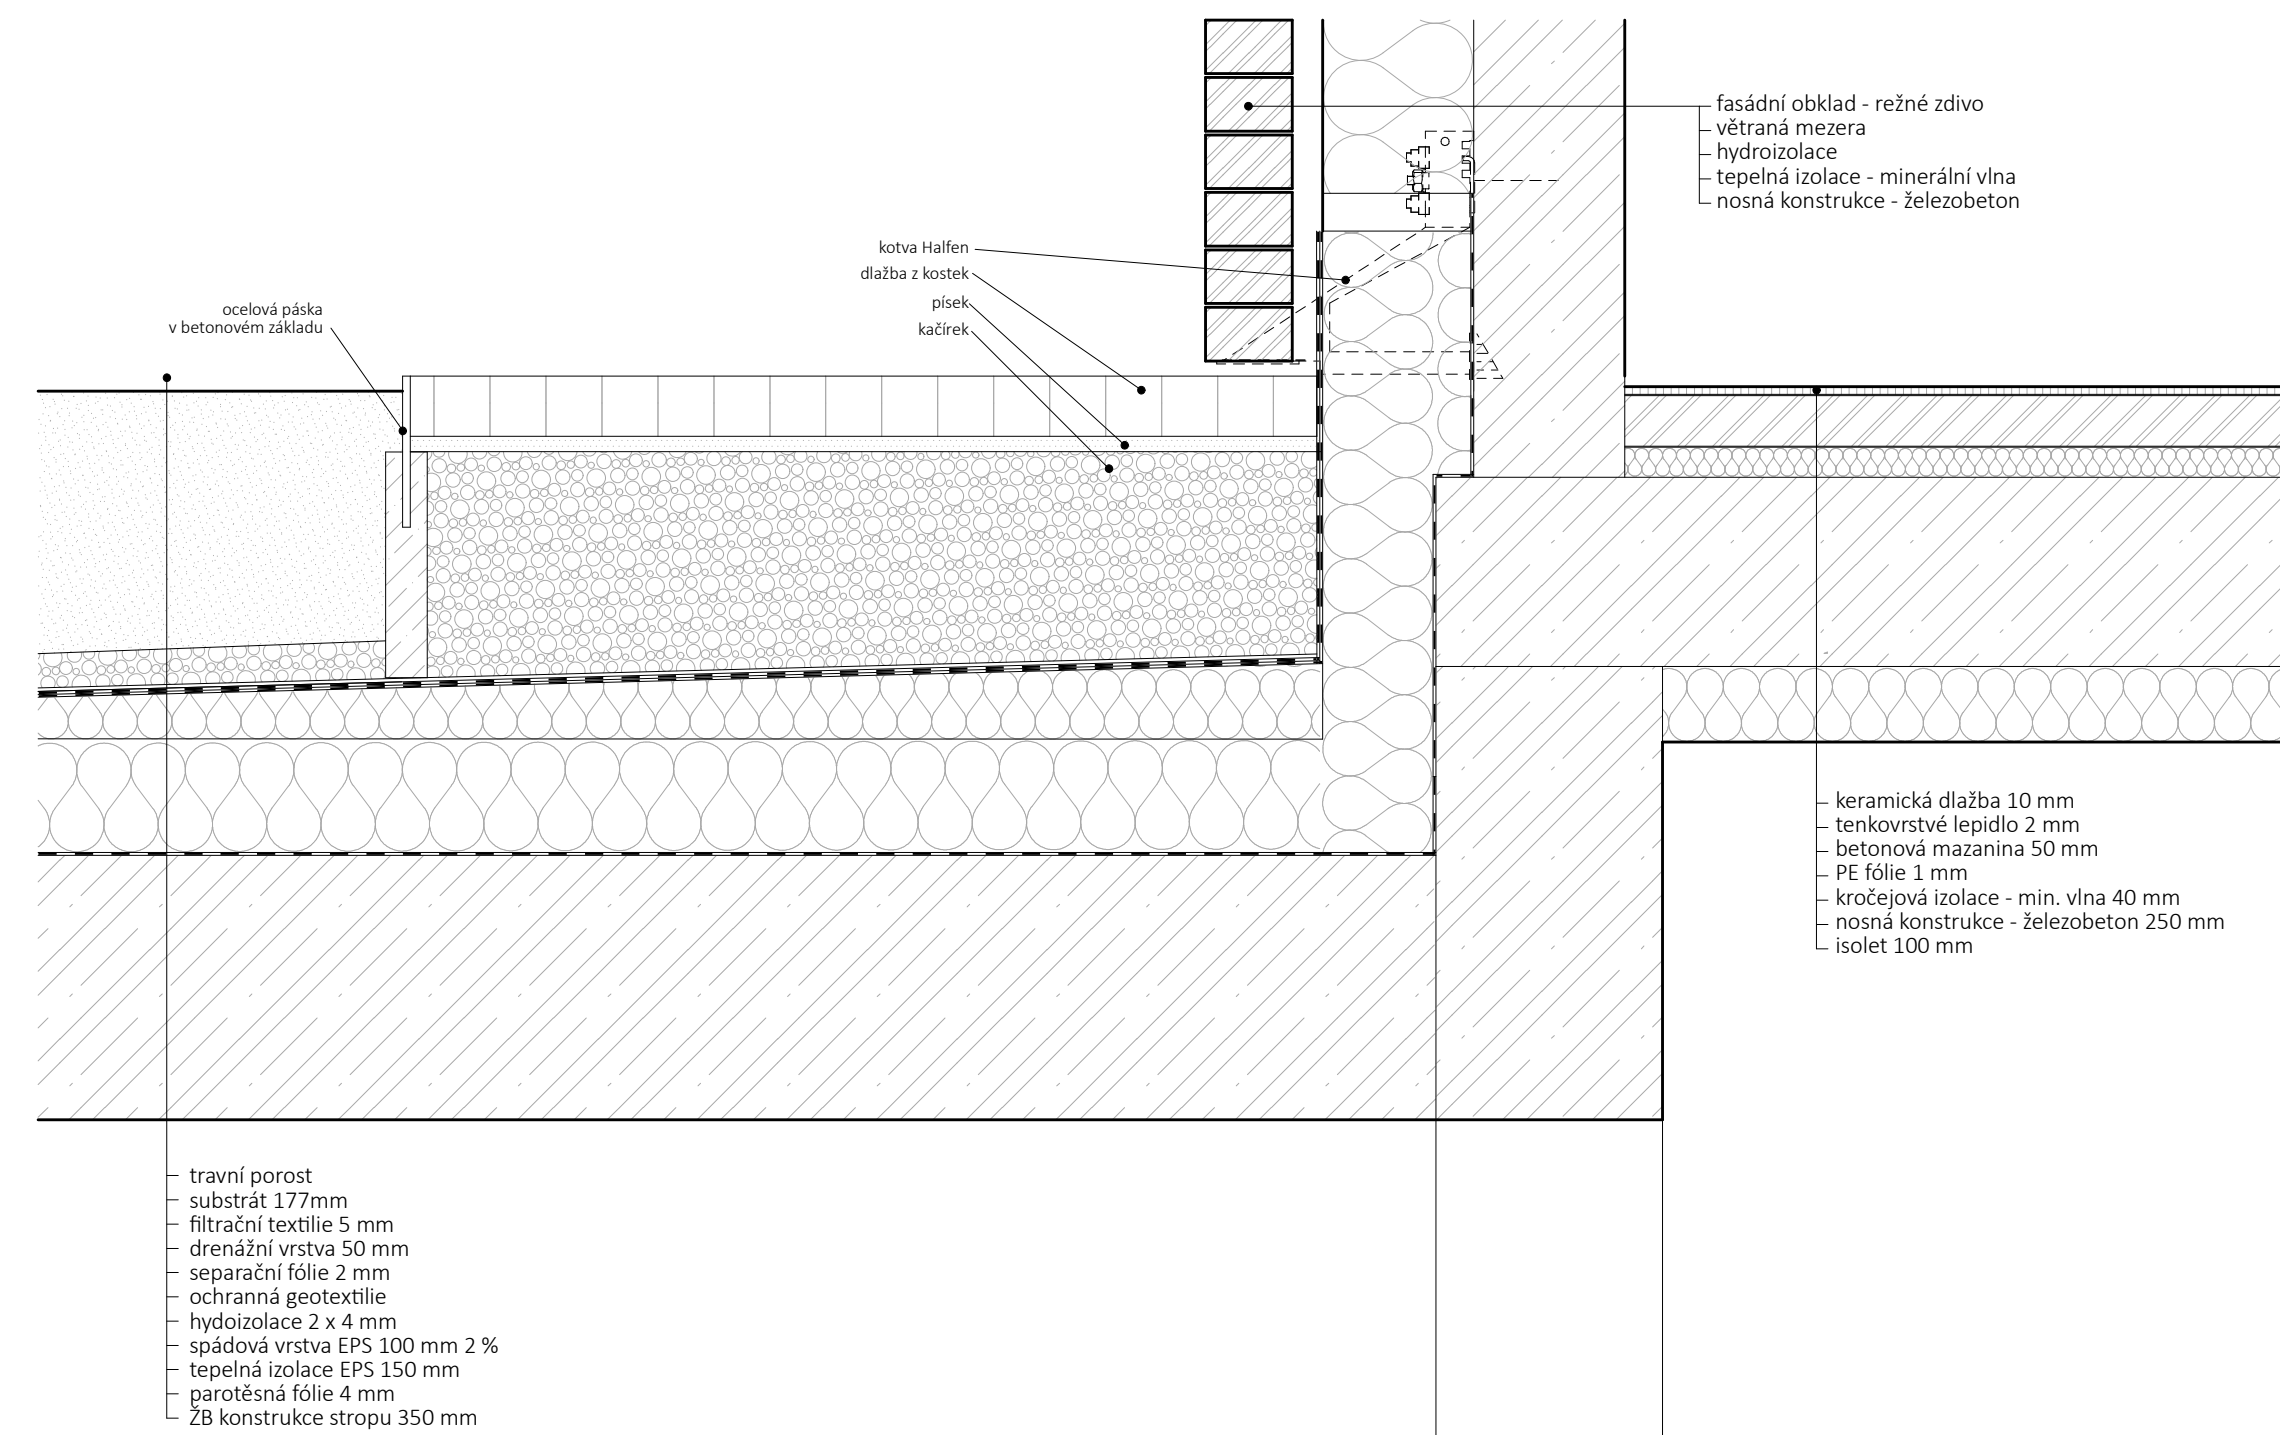 fasádní obklad - režné zdivo
větraná mezera
hydroizolace
tepelná izolace - minerální vlna
nosná konstrukce - železobeton
kotva Halfen
dlažba z kostek
písek
kačírek
ocelová páska
v betonovém základu
keramická dlažba 10 mm
tenkovrstvé lepidlo 2 mm
betonová mazanina 50 mm
PE fólie 1 mm
kročejová izolace - min. vlna 40 mm
nosná konstrukce - železobeton 250 mm
isolet 100 mm
travní porost
substrát 177mm
filtrační textilie 5 mm
drenážní vrstva 50 mm
separační fólie 2 mm
ochranná geotextilie
hydoizolace 2 x 4 mm
spádová vrstva EPS 100 mm 2 %
tepelná izolace EPS 150 mm
parotěsná fólie 4 mm
ŽB konstrukce stropu 350 mm